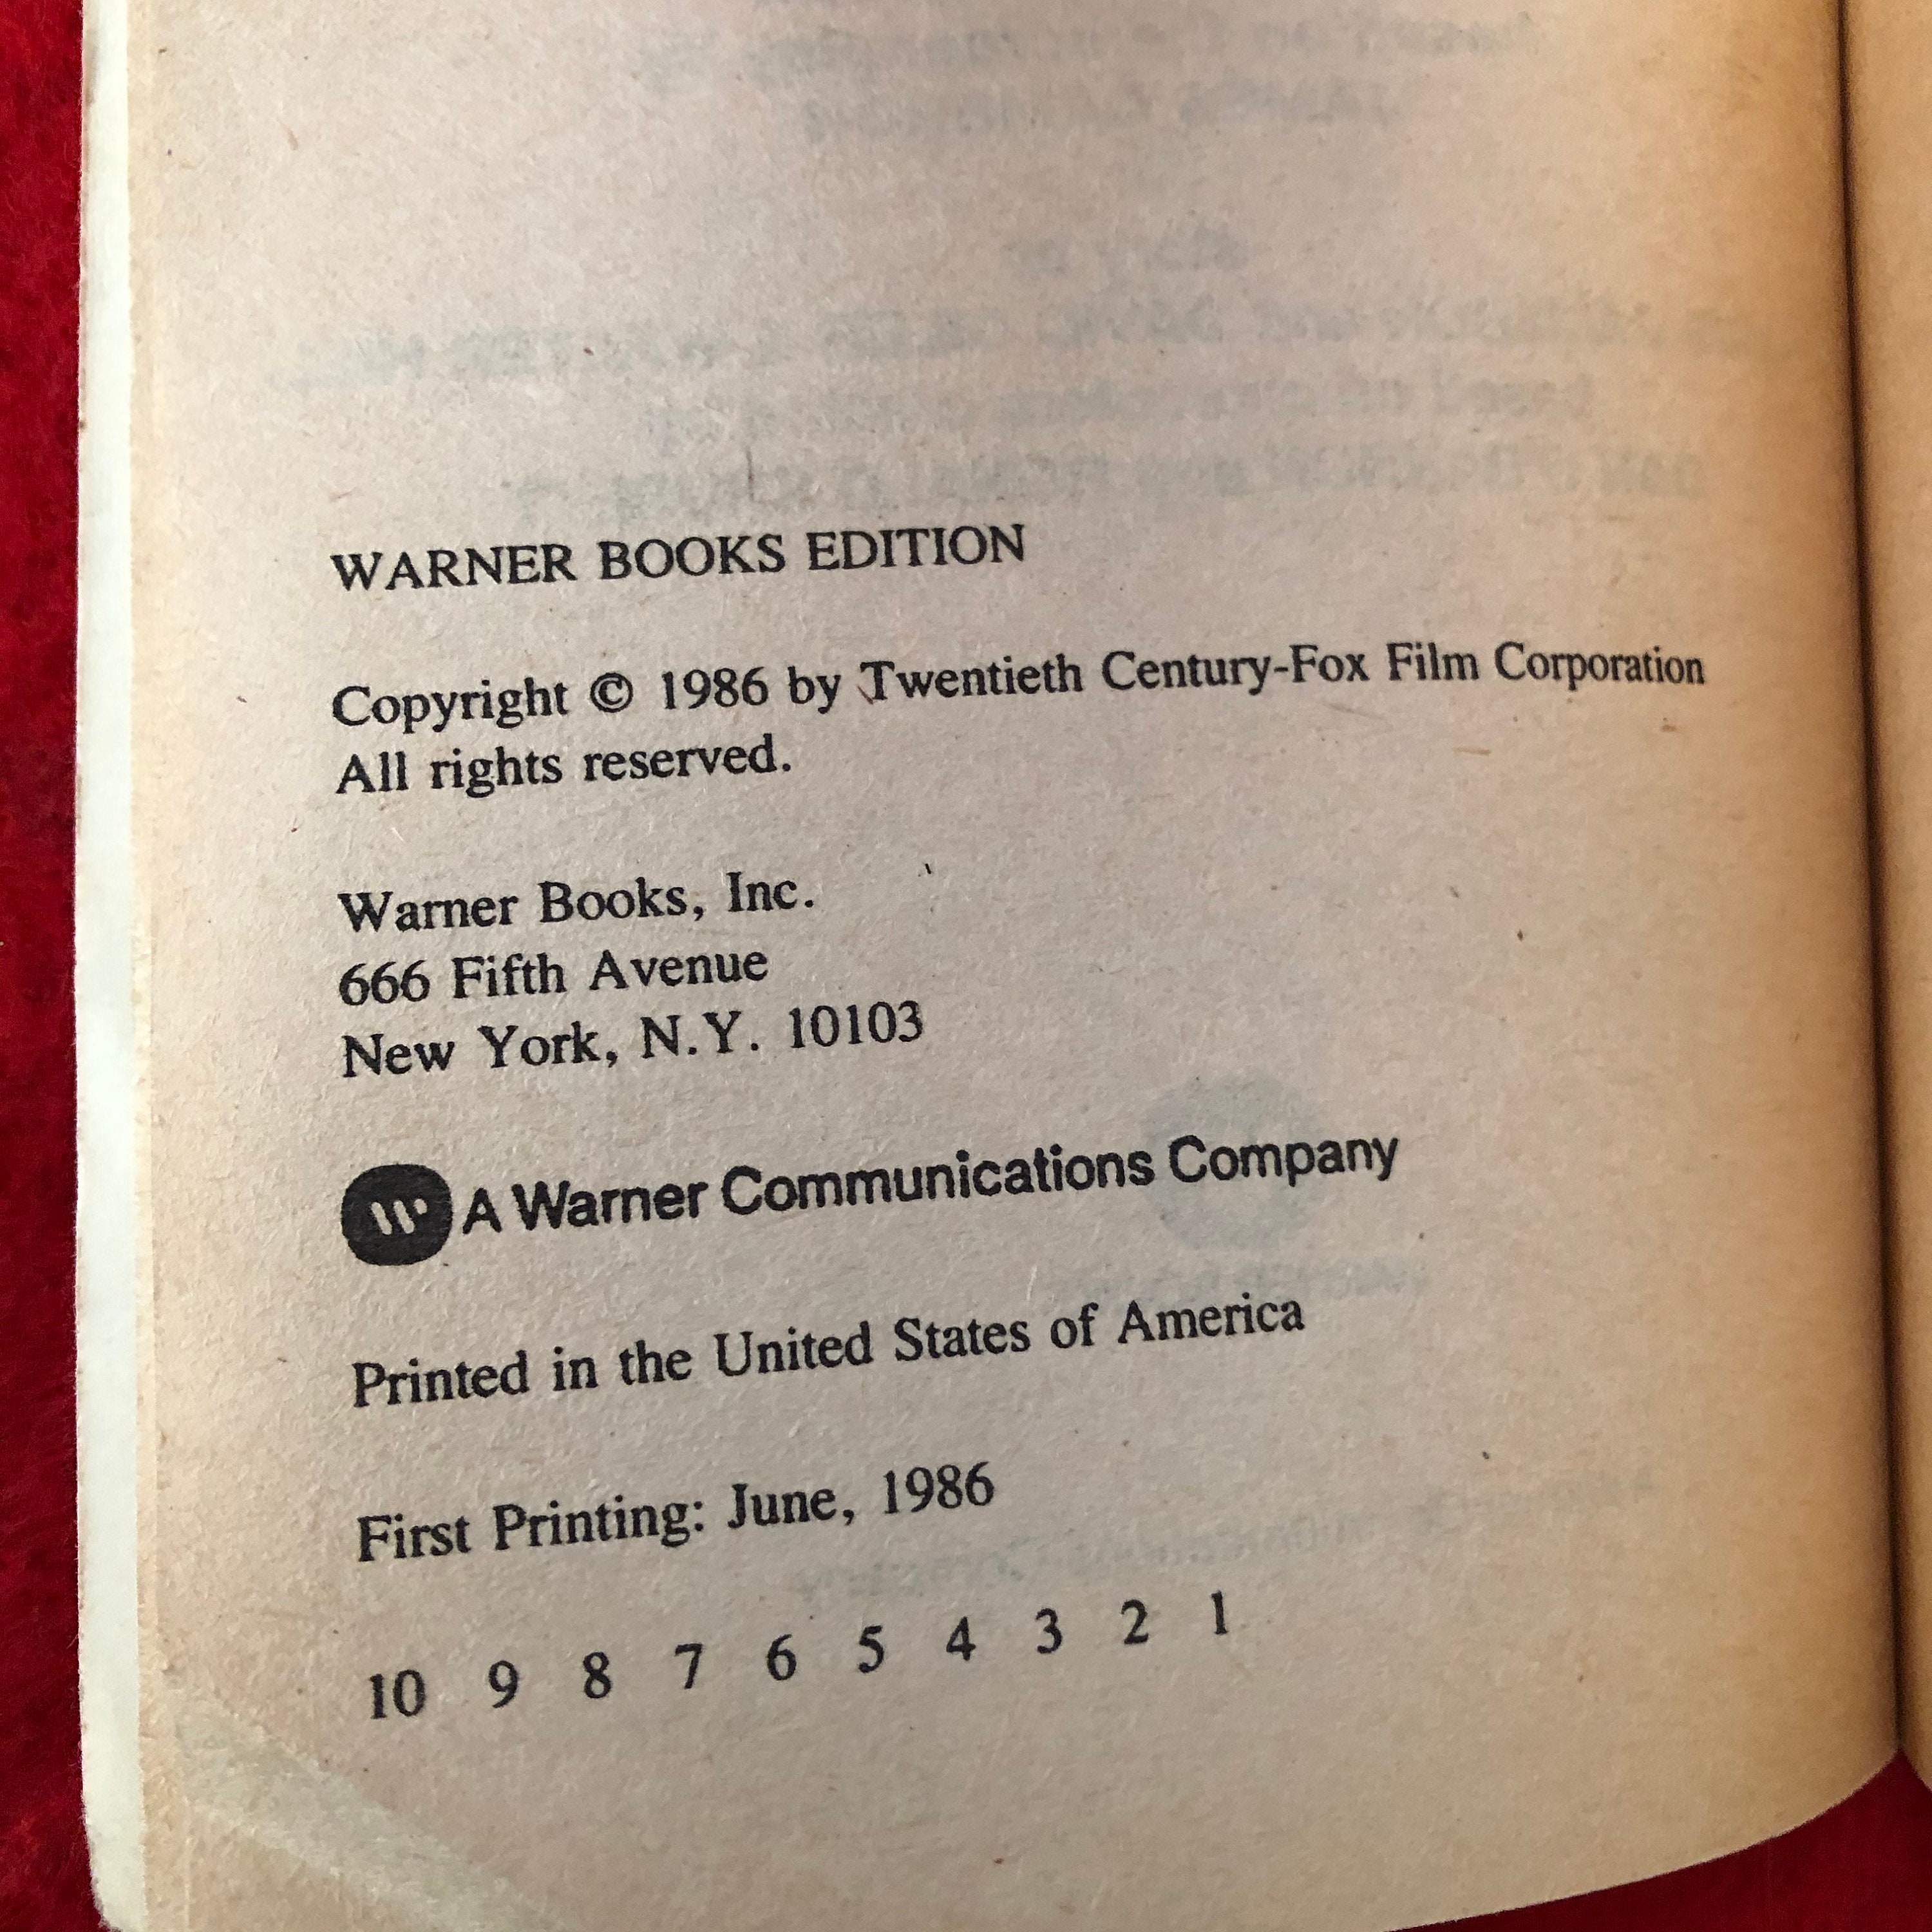 WARNER BOOKS EDITION
Copyright © 1986 by Twentieth Century-Fox Film Corporation
All rights reserved.
Warner Books, Inc.
666 Fifth Avenue
New York, N.Y. 10103
A Warner Communications Company
Printed in the United States of America
First Printing: June, 1986
10 9 8 7 6 5 4 3 2 1